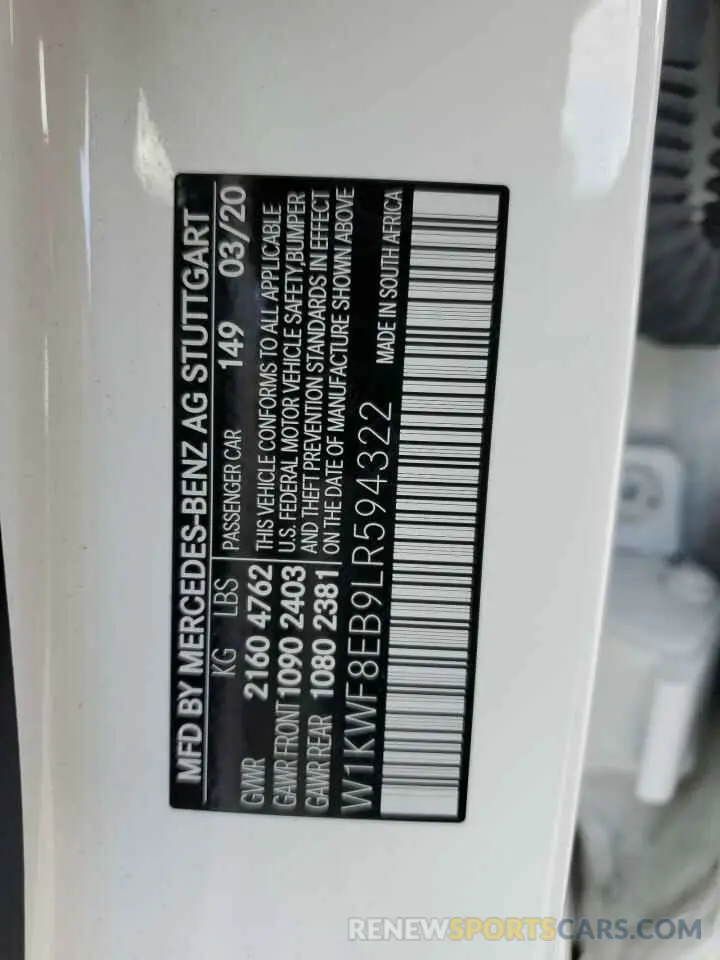 MFD BY MERCEDES-BENZ AG STUTTGART
KG LBS PASSENGER CAR 149 03/20
GVWR 2160 4762 THIS VEHICLE CONFORMS TO ALL APPLICABLE
GAWR FRONT 1090 2403 U.S. FEDERAL MOTOR VEHICLE SAFETY, BUMPER
GAWR REAR 1080 2381 AND THEFT PREVENTION STANDARDS IN EFFECT
ON THE DATE OF MANUFACTURE SHOWN ABOVE
W1KWF8EB9LR594322 MADE IN SOUTH AFRICA
RENEWSPORTSCARS.COM